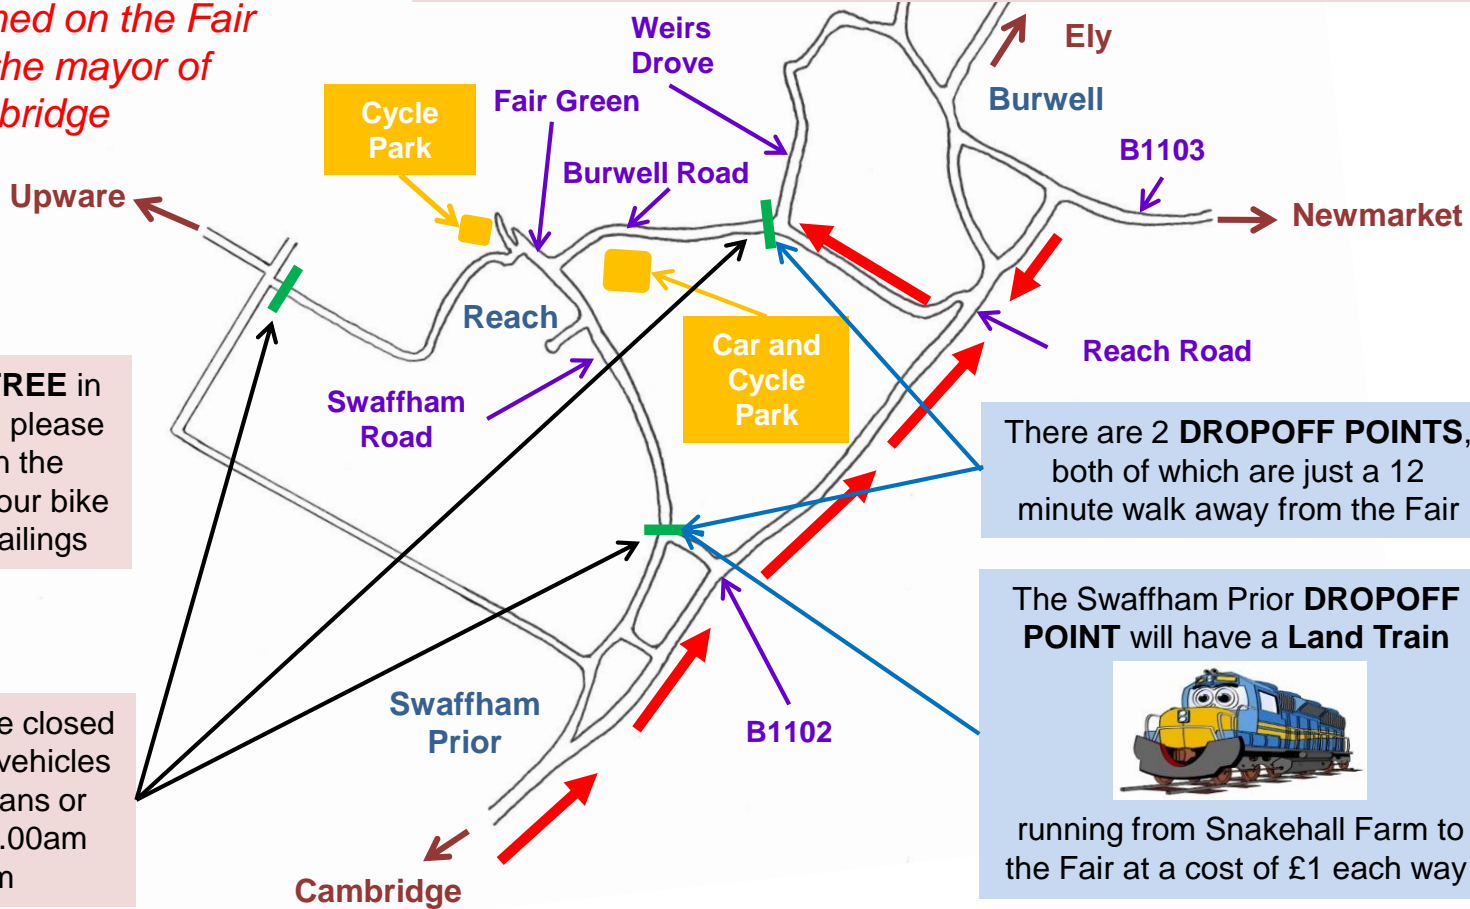 ned on the Fair
the mayor of
bridge
Weirs
Drove
Ely
Burwell
Cycle
Park
Fair Green
B1103
Burwell Road
Upware
Newmarket
Reach
Car and
Cycle
Park
Reach Road
FREE in
please
n the
our bike
ailings
Swaffham
Road
There are 2 DROPOFF POINTS,
both of which are just a 12
minute walk away from the Fair
The Swaffham Prior DROPOFF
POINT will have a Land Train
running from Snakehall Farm to
the Fair at a cost of £1 each way
e closed
vehicles
ans or
.00am
m
Swaffham
Prior
B1102
Cambridge